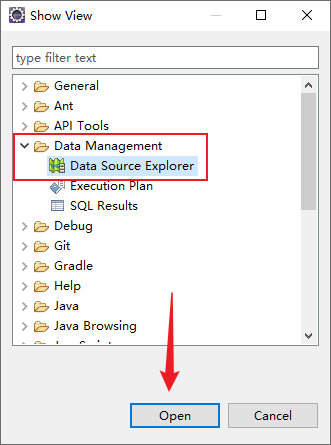 Show View
type filter text
General
Ant
API Tools
Data Management
Data Source Explorer
Execution Plan
SQL Results
Debug
Git
Gradle
Help
Java
Java Browsing
JavaScript
Open
Cancel